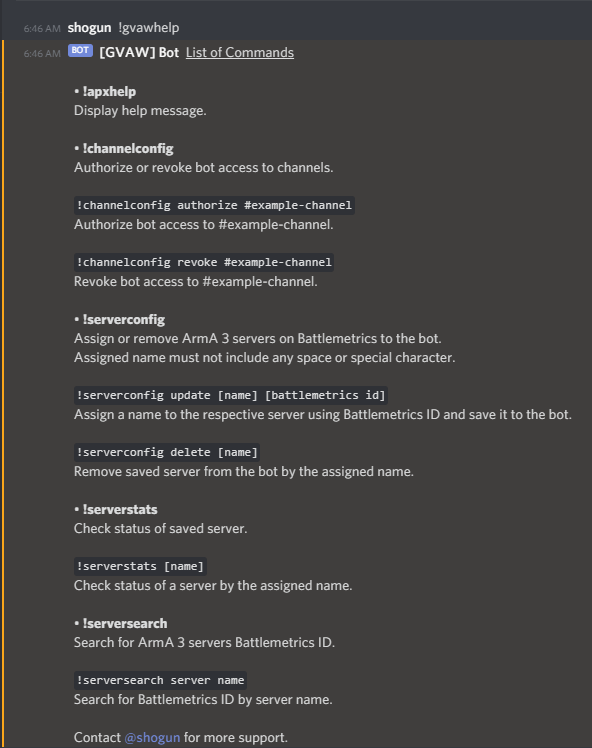 6:46 AM shogun !gvawhelp
6:46 AM BOT [GVAW] Bot List of Commands
• !apxhelp
Display help message.
• !channelconfig
Authorize or revoke bot access to channels.
!channelconfig authorize #example-channel
Authorize bot access to #example-channel.
!channelconfig revoke #example-channel
Revoke bot access to #example-channel.
• !serverconfig
Assign or remove ArmA 3 servers on Battlemetrics to the bot.
Assigned name must not include any space or special character.
!serverconfig update [name] [battlemetrics id]
Assign a name to the respective server using Battlemetrics ID and save it to the bot.
!serverconfig delete [name]
Remove saved server from the bot by the assigned name.
• !serverstats
Check status of saved server.
!serverstats [name]
Check status of a server by the assigned name.
• !serversearch
Search for ArmA 3 servers Battlemetrics ID.
!serversearch server name
Search for Battlemetrics ID by server name.
Contact @shogun for more support.